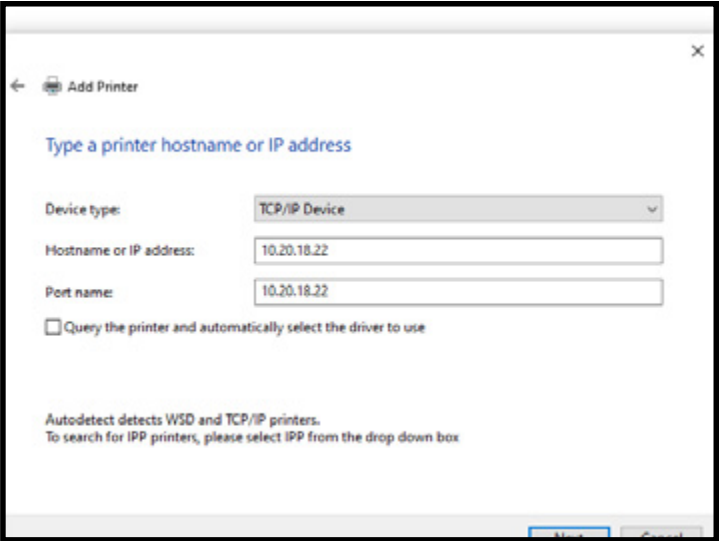 Add Printer
Type a printer hostname or IP address
Device type: TCP/IP Device
Hostname or IP address: 10.20.18.22
Port name: 10.20.18.22
Query the printer and automatically select the driver to use
Autodetect detects WSD and TCP/IP printers.
To search for IPP printers, please select IPP from the drop down box
Next Cancel